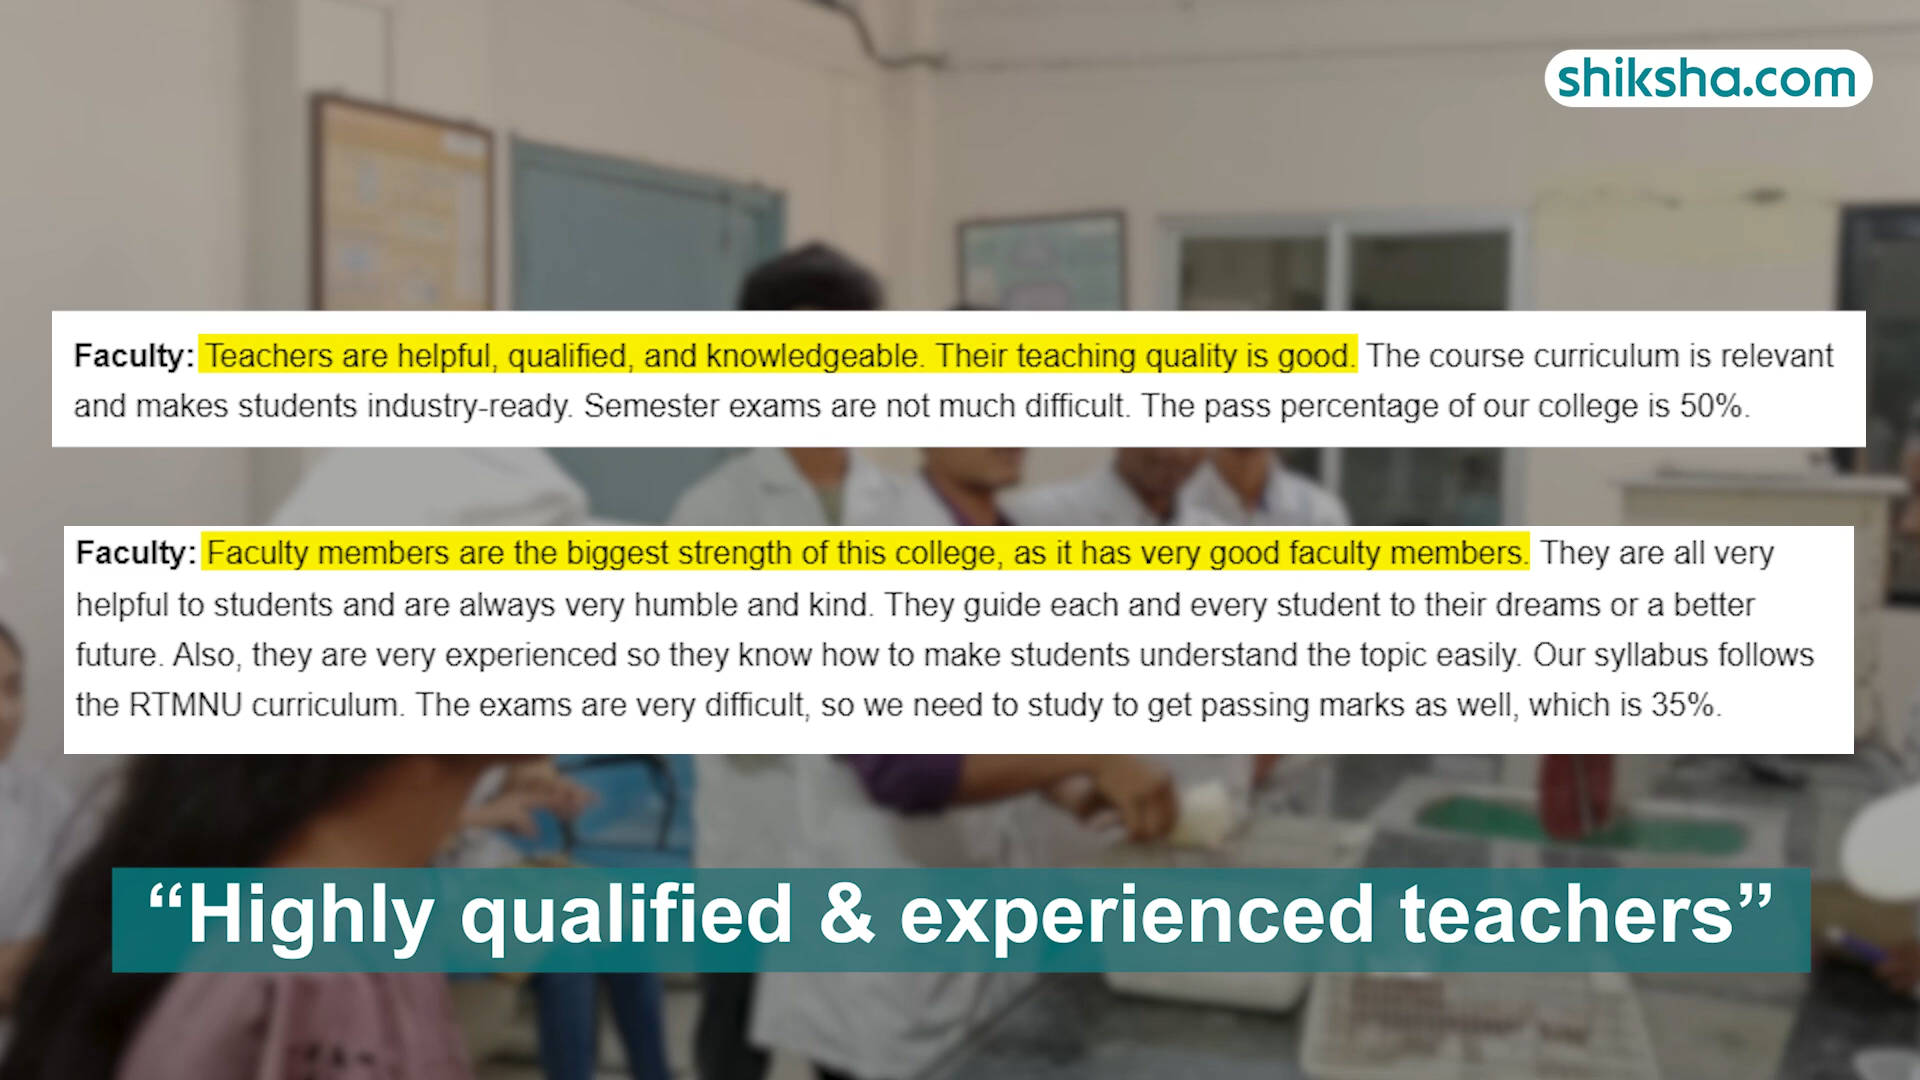 shiksha.com
Faculty: Teachers are helpful, qualified, and knowledgeable. Their teaching quality is good. The course curriculum is relevant
and makes students industry-ready. Semester exams are not much difficult. The pass percentage of our college is 50%.
Faculty: Faculty members are the biggest strength of this college, as it has very good faculty members. They are all very
helpful to students and are always very humble and kind. They guide each and every student to their dreams or a better
future. Also, they are very experienced so they know how to make students understand the topic easily. Our syllabus follows
the RTMNU curriculum. The exams are very difficult, so we need to study to get passing marks as well, which is 35%.
“Highly qualified & experienced teachers”